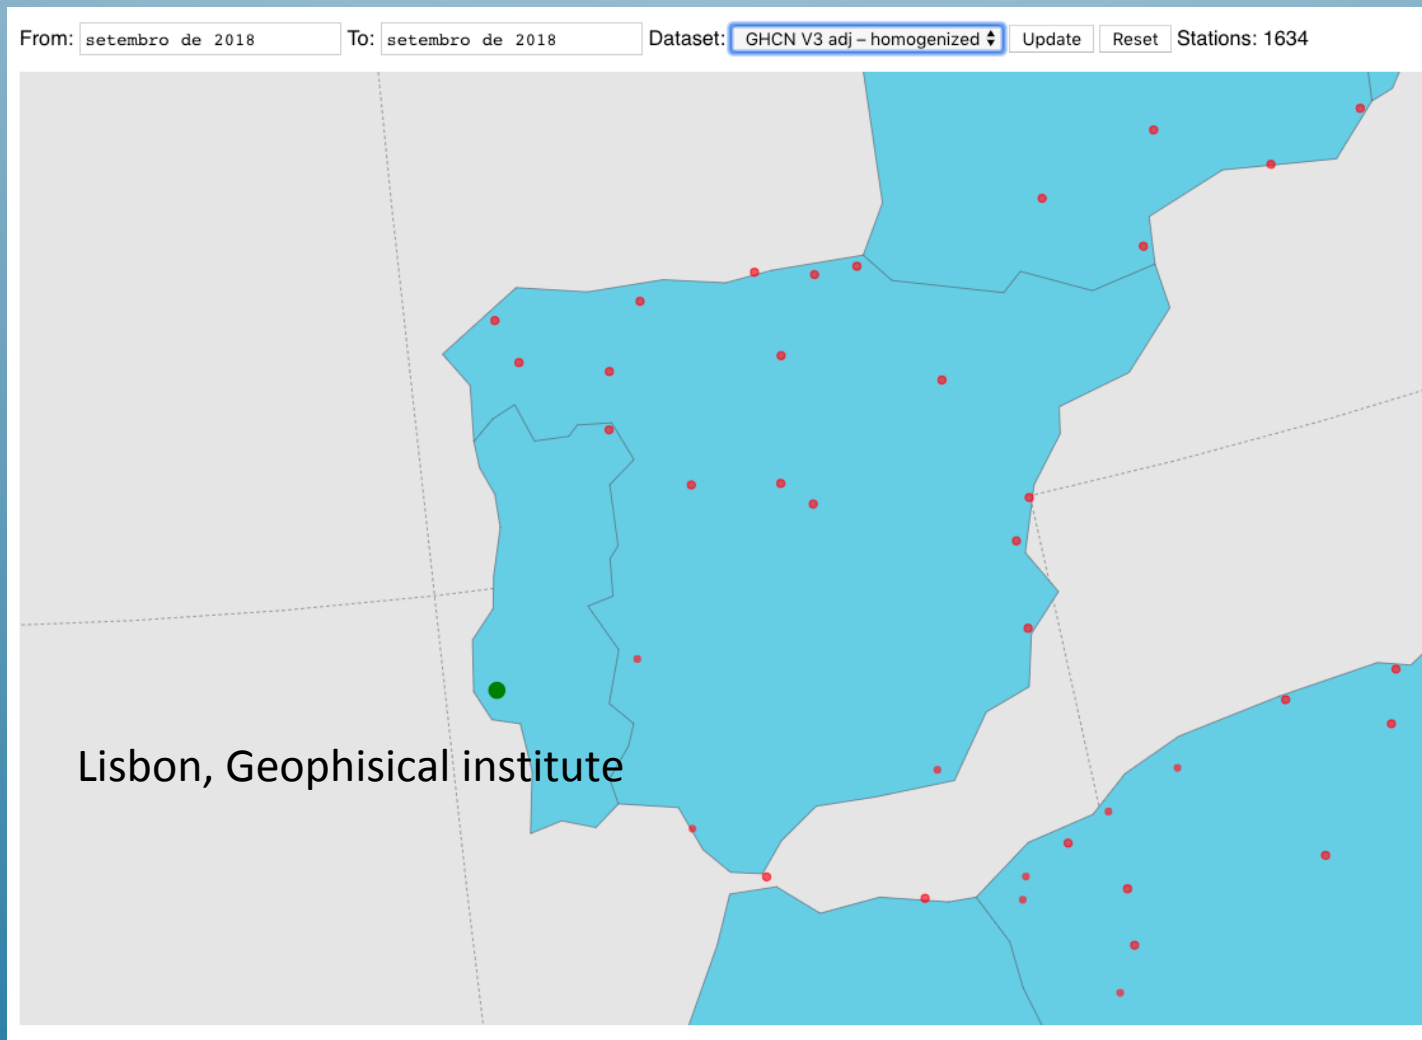 From: setembro de 2018 To: setembro de 2018 Dataset: GHCN V3 adj – homogenized Update Reset Stations: 1634
Lisbon, Geophisical institute